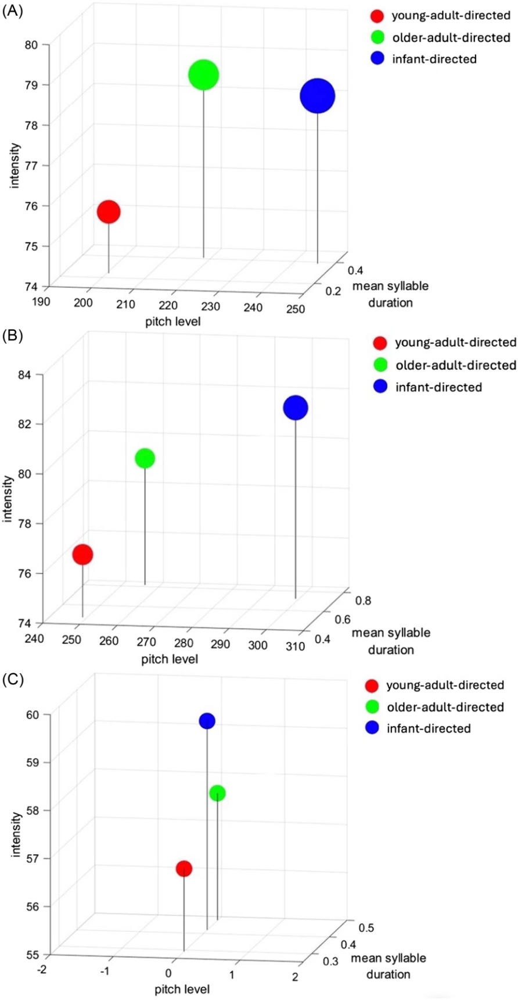 (A)
young-adult-directed
older-adult-directed
infant-directed
80
79
78
77
76
75
74
intensity
190 200 210 220 230 240 250
pitch level
0.4
0.2
mean syllable
duration
(B)
young-adult-directed
older-adult-directed
infant-directed
84
82
80
78
76
74
intensity
240 250 260 270 280 290 300 310
pitch level
0.8
0.6
0.4
mean syllable
duration
(C)
young-adult-directed
older-adult-directed
infant-directed
60
59
58
57
56
55
intensity
-2 -1 0 1 2
pitch level
0.5
0.4
0.3
mean syllable
duration